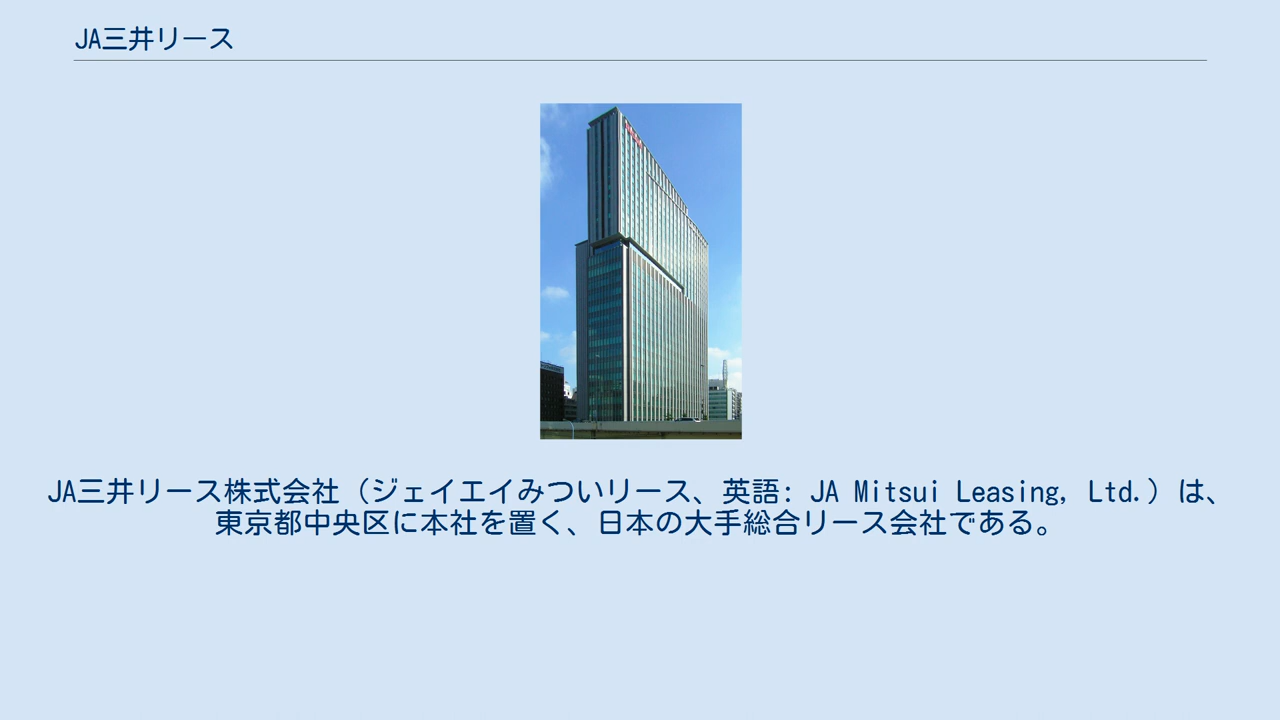 JA三井リース
JA三井リース株式会社（ジェイエイみついリース、英語: JA Mitsui Leasing, Ltd.）は、
東京都中央区に本社を置く、日本の大手総合リース会社である。